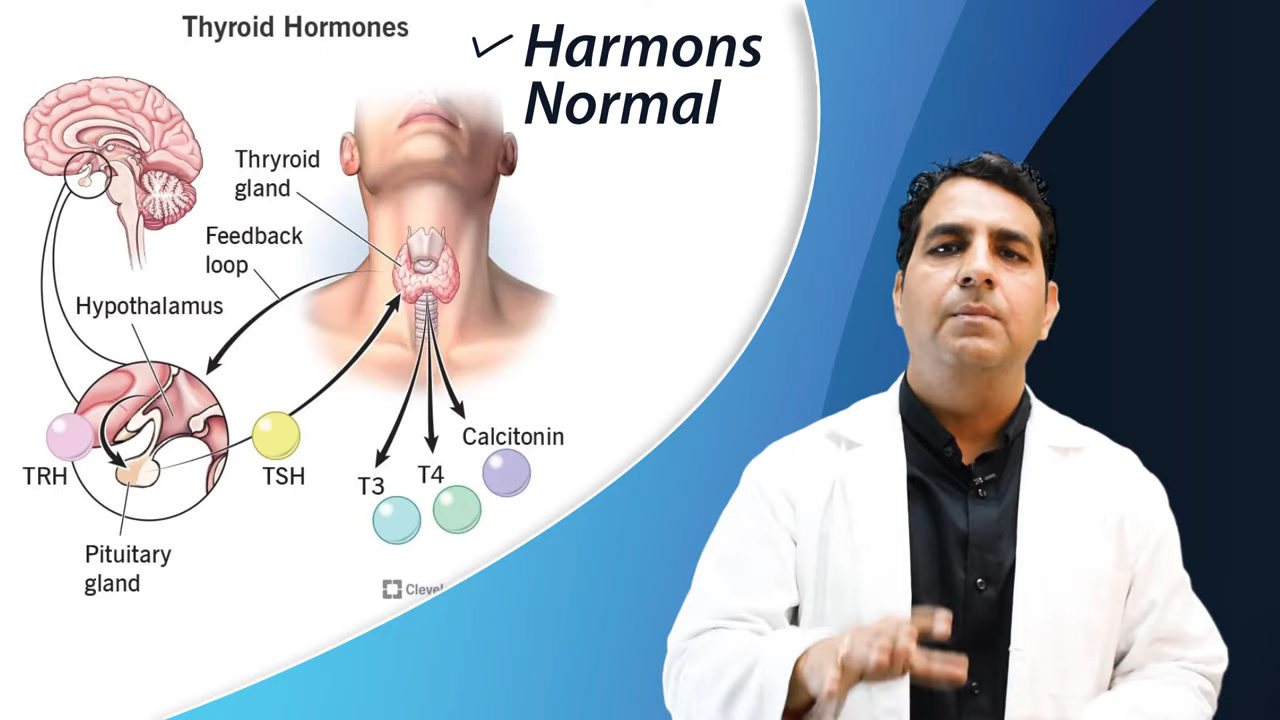 Thyroid Hormones
✓ Harmons
Normal
Thryroid
gland
Feedback
loop
Hypothalamus
TRH
TSH
T3
T4
Calcitonin
Pituitary
gland